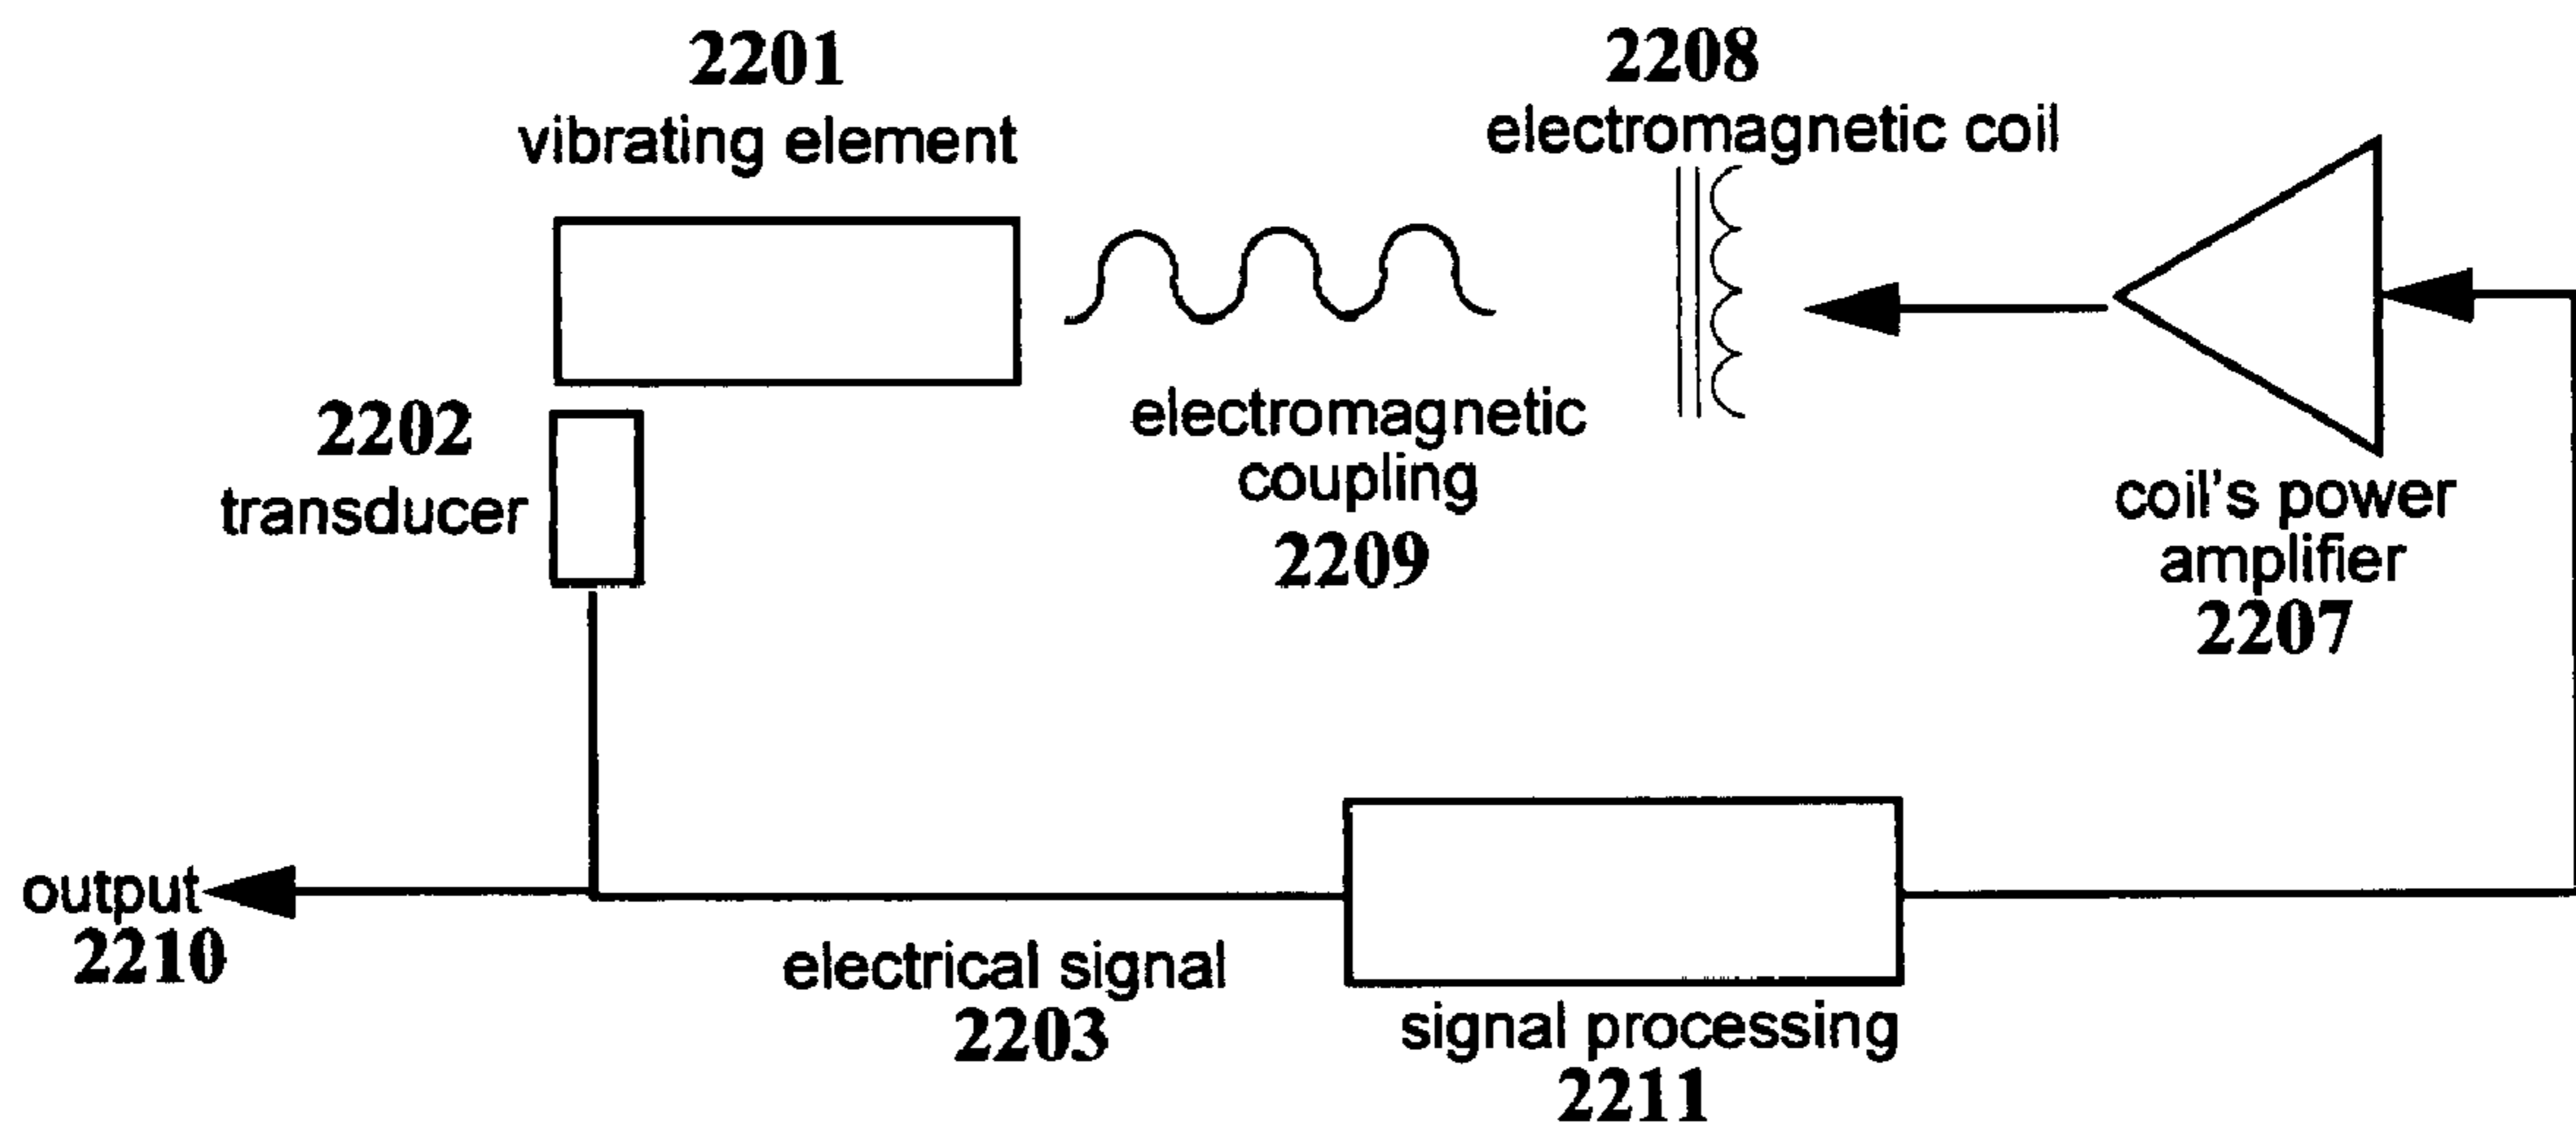 2201
vibrating element
2208
electromagnetic coil
2202
transducer
electromagnetic
coupling
2209
coil's power
amplifier
2207
output
2210
electrical signal
2203
signal processing
2211